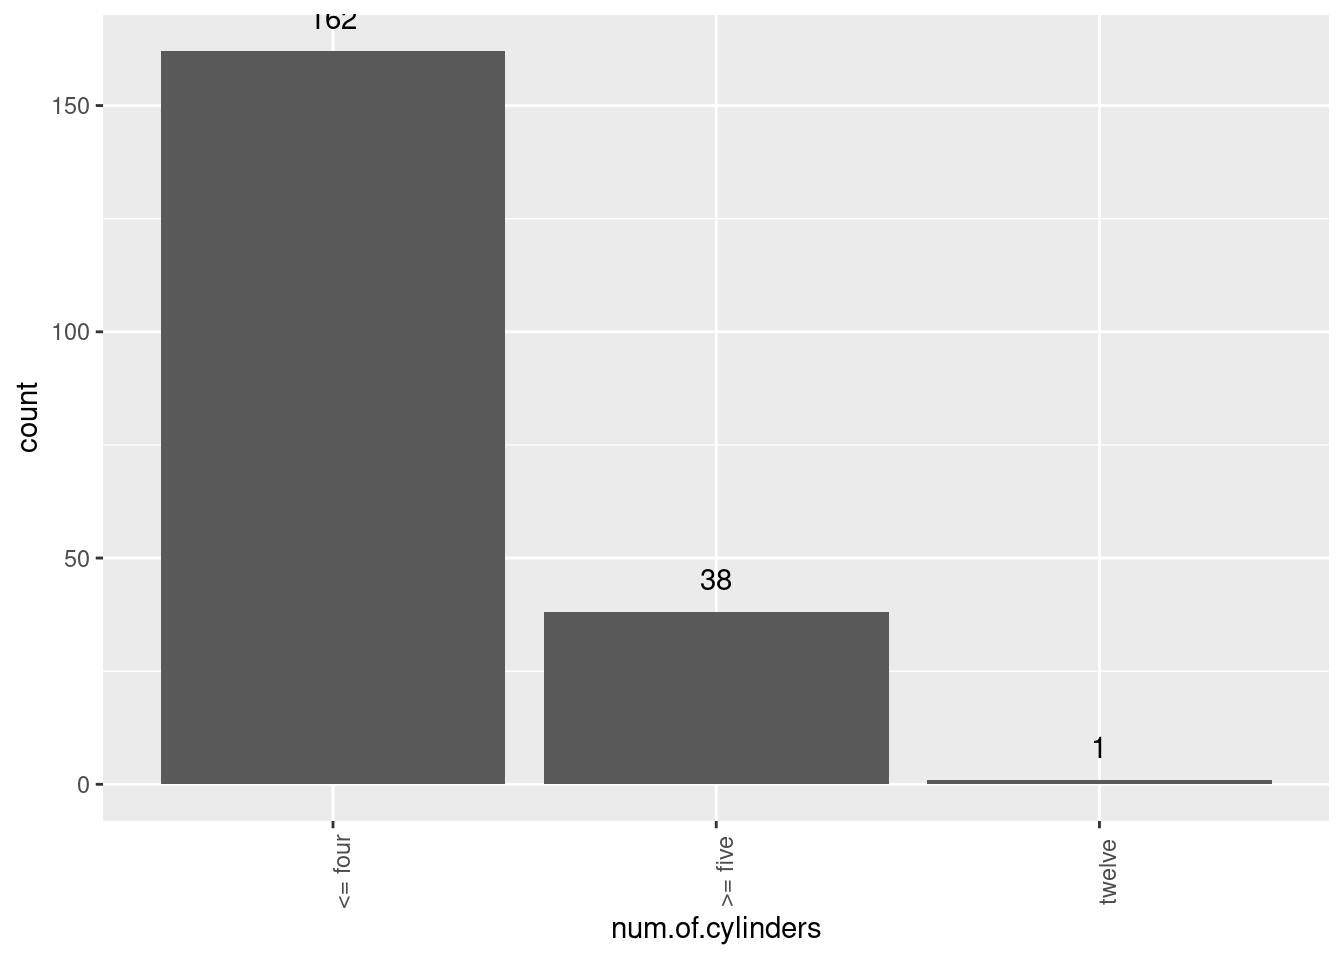 162
150
100
count
50
38
1
0
<= four
>= five
twelve
num.of.cylinders